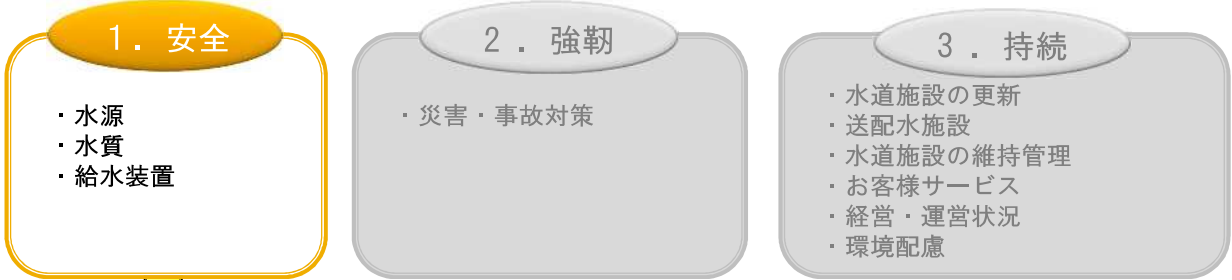 1．安全
・水源
・水質
・給水装置
2．強靭
・災害・事故対策
3．持続
・水道施設の更新
・送配水施設
・水道施設の維持管理
・お客様サービス
・経営・運営状況
・環境配慮